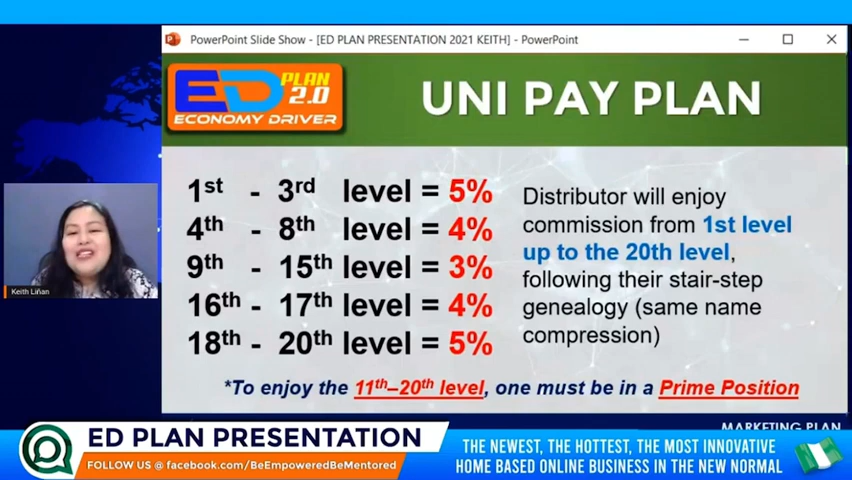 PowerPoint Slide Show - [ED PLAN PRESENTATION 2021 KEITH] - PowerPoint
ED PLAN 2.0
ECONOMY DRIVER
UNI PAY PLAN
1st - 3rd level = 5%
4th - 8th level = 4%
9th - 15th level = 3%
16th - 17th level = 4%
18th - 20th level = 5%
Distributor will enjoy
commission from 1st level
up to the 20th level,
following their stair-step
genealogy (same name
compression)
*To enjoy the 11th–20th level, one must be in a Prime Position
Keith Liñan
MARKETING PLAN
ED PLAN PRESENTATION
FOLLOW US @ facebook.com/BeEmpoweredBeMentored
THE NEWEST, THE HOTTEST, THE MOST INNOVATIVE
HOME BASED ONLINE BUSINESS IN THE NEW NORMAL